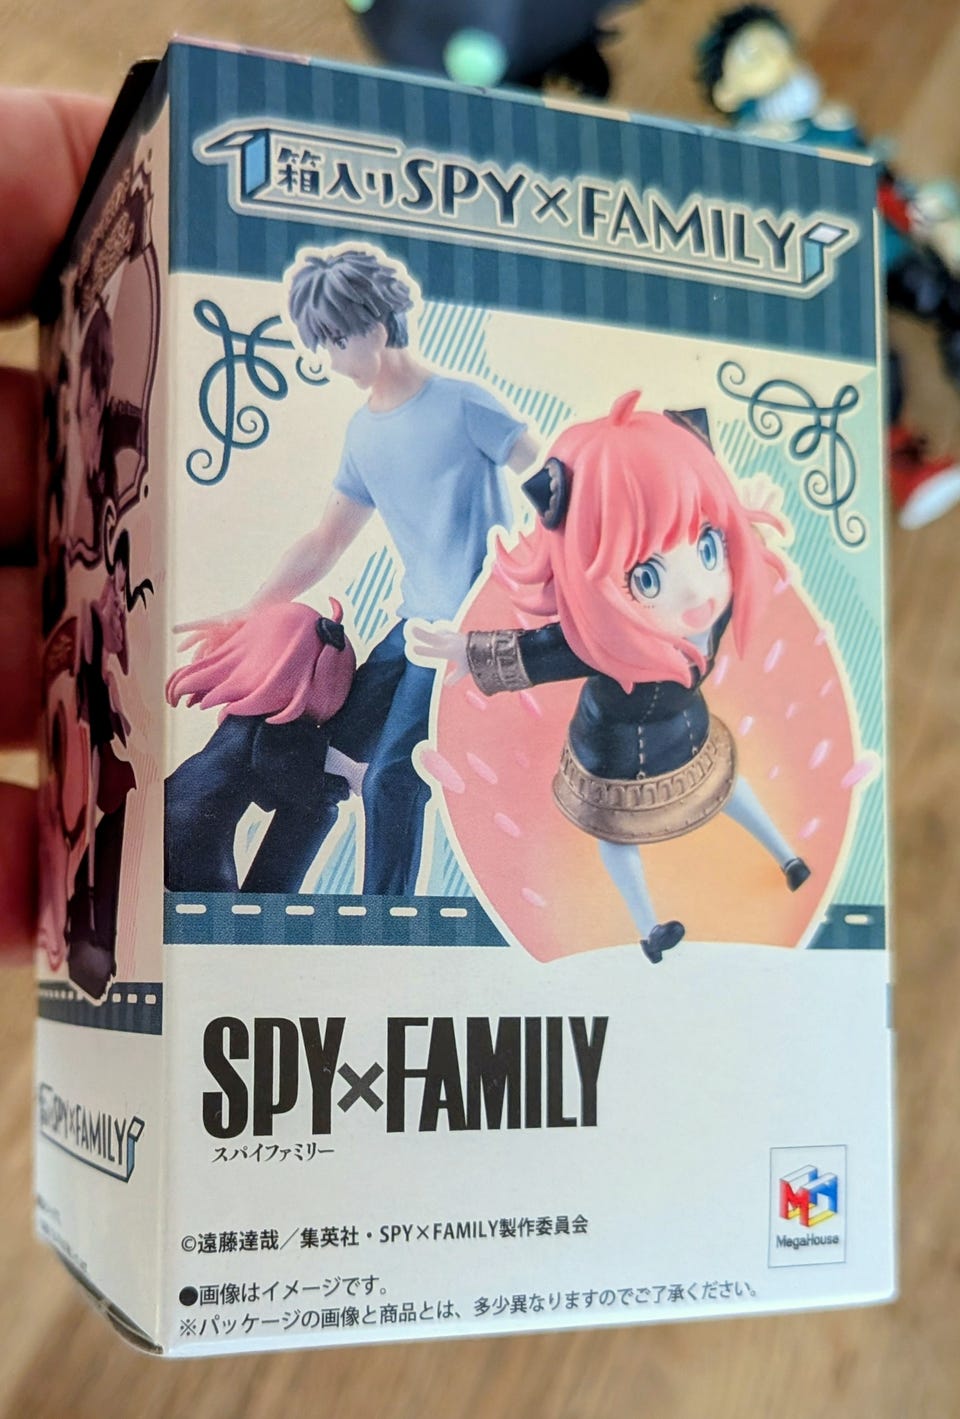 箱入りSPY×FAMILY
SPY×FAMILY
スパイファミリー
©遠藤達哉／集英社・SPY×FAMILY製作委員会
MegaHouse
●画像はイメージです。
※パッケージの画像と商品とは、多少異なりますのでご了承ください。
SPY×FAMILY